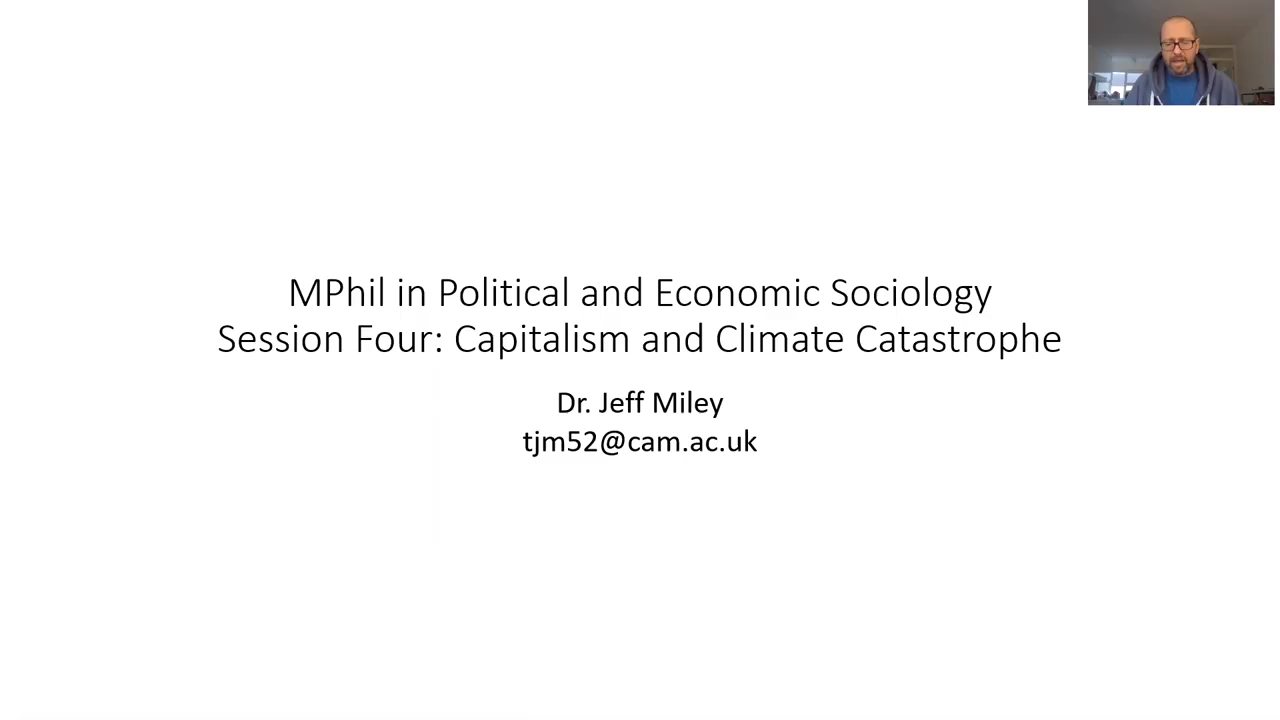 MPhil in Political and Economic Sociology
Session Four: Capitalism and Climate Catastrophe
Dr. Jeff Miley
tjm52@cam.ac.uk